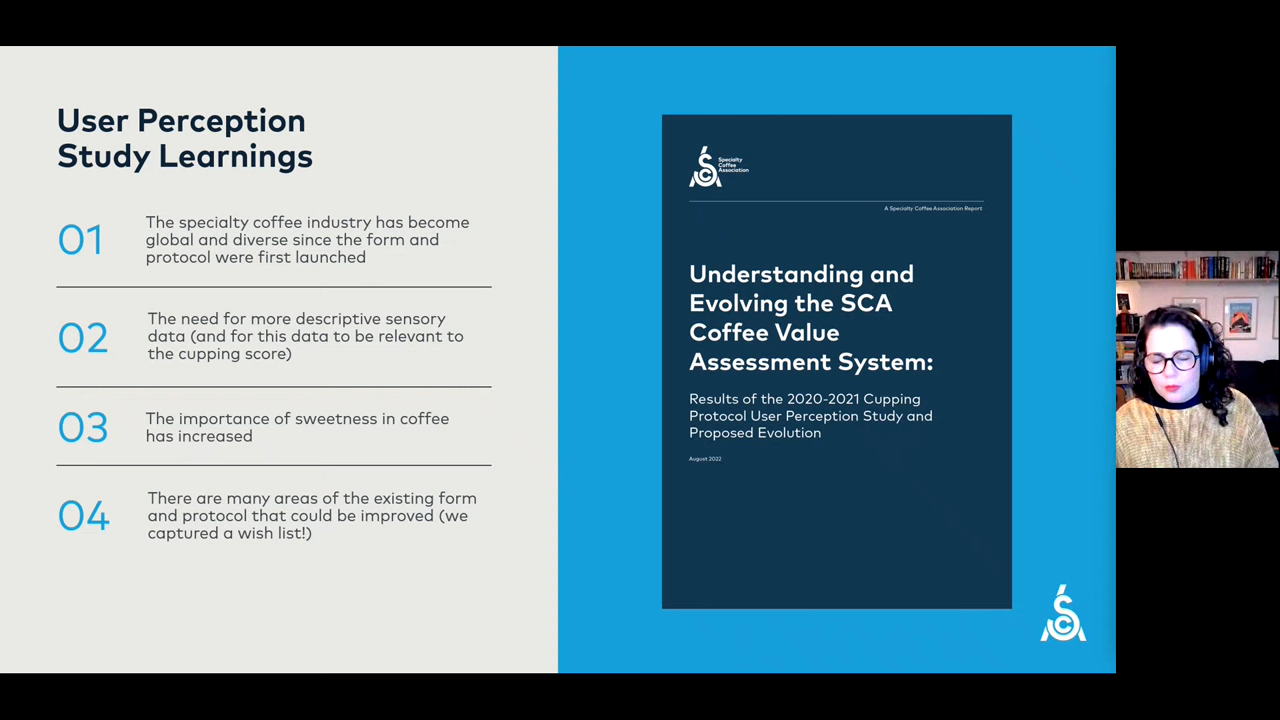 User Perception
Study Learnings
01
The specialty coffee industry has become
global and diverse since the form and
protocol were first launched
02
The need for more descriptive sensory
data (and for this data to be relevant to
the cupping score)
03
The importance of sweetness in coffee
has increased
04
There are many areas of the existing form
and protocol that could be improved (we
captured a wish list!)
SCA
Specialty
Coffee
Association
A Specialty Coffee Association Report
Understanding and
Evolving the SCA
Coffee Value
Assessment System:
Results of the 2020-2021 Cupping
Protocol User Perception Study and
Proposed Evolution
August 2022
SCA